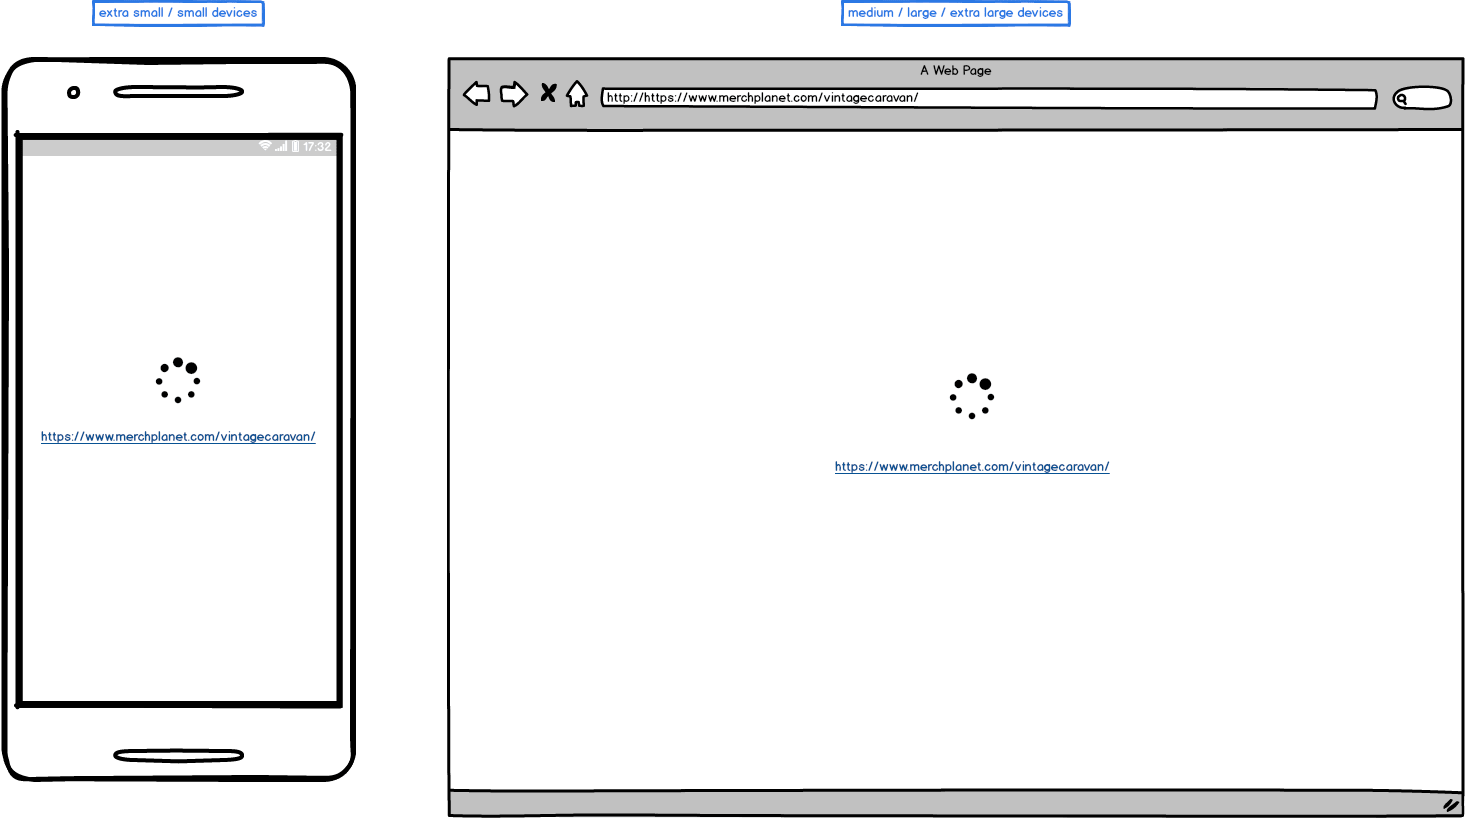 extra small / small devices
medium / large / extra large devices
A Web Page
http://https://www.merchplanet.com/vintagecaravan/
17:32
https://www.merchplanet.com/vintagecaravan/
https://www.merchplanet.com/vintagecaravan/